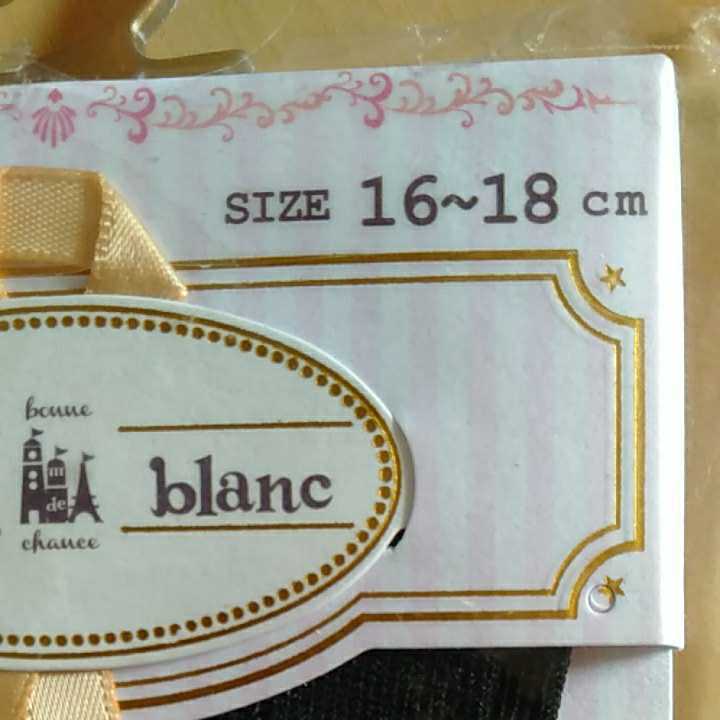 SIZE 16~18 cm
bonne
m
de
chance
blanc